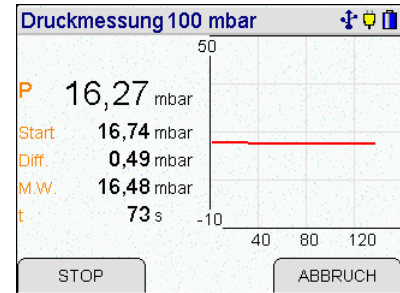 Druckmessung 100 mbar
50
P 16,27 mbar
Start 16,74 mbar
Diff. 0,49 mbar
M.W. 16,48 mbar
t 73 s
-10
40 80 120
STOP ABBRUCH